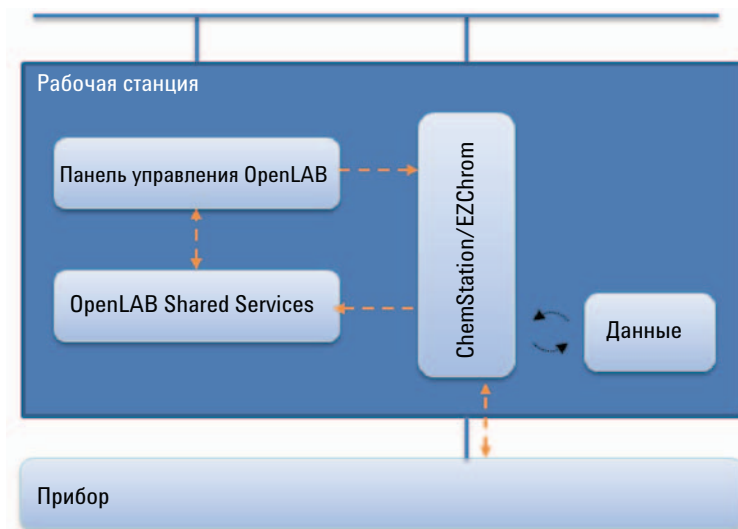 Рабочая станция
Панель управления OpenLAB
OpenLAB Shared Services
ChemStation/EZChrom
Данные
Прибор